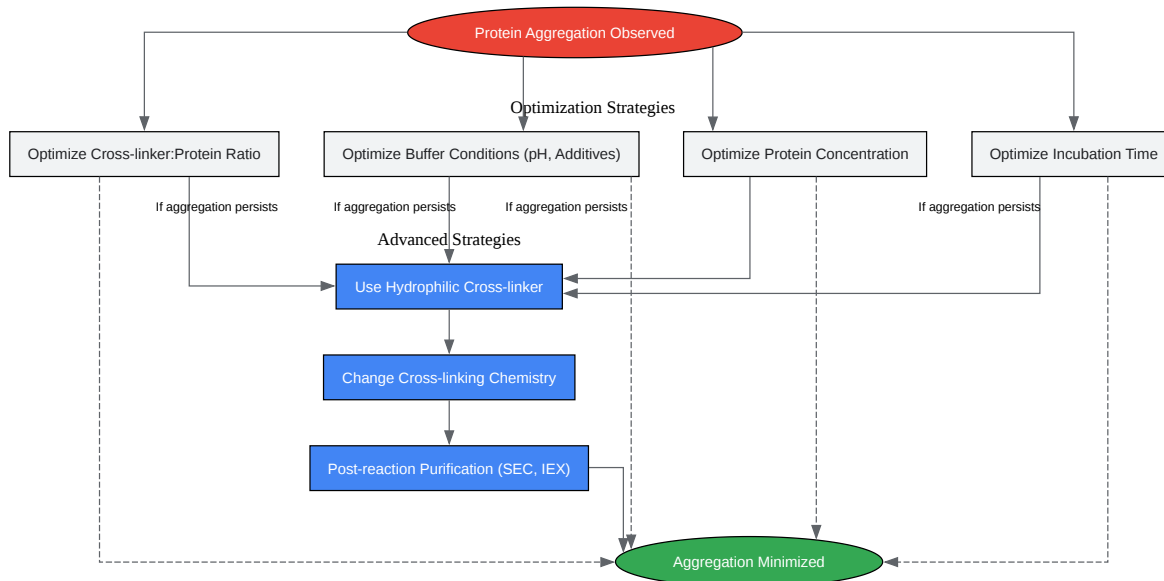 Protein Aggregation Observed
Optimization Strategies
Optimize Cross-linker:Protein Ratio
Optimize Buffer Conditions (pH, Additives)
Optimize Protein Concentration
Optimize Incubation Time
If aggregation persists
If aggregation persists
If aggregation persists
If aggregation persists
Advanced Strategies
Use Hydrophilic Cross-linker
Change Cross-linking Chemistry
Post-reaction Purification (SEC, IEX)
Aggregation Minimized